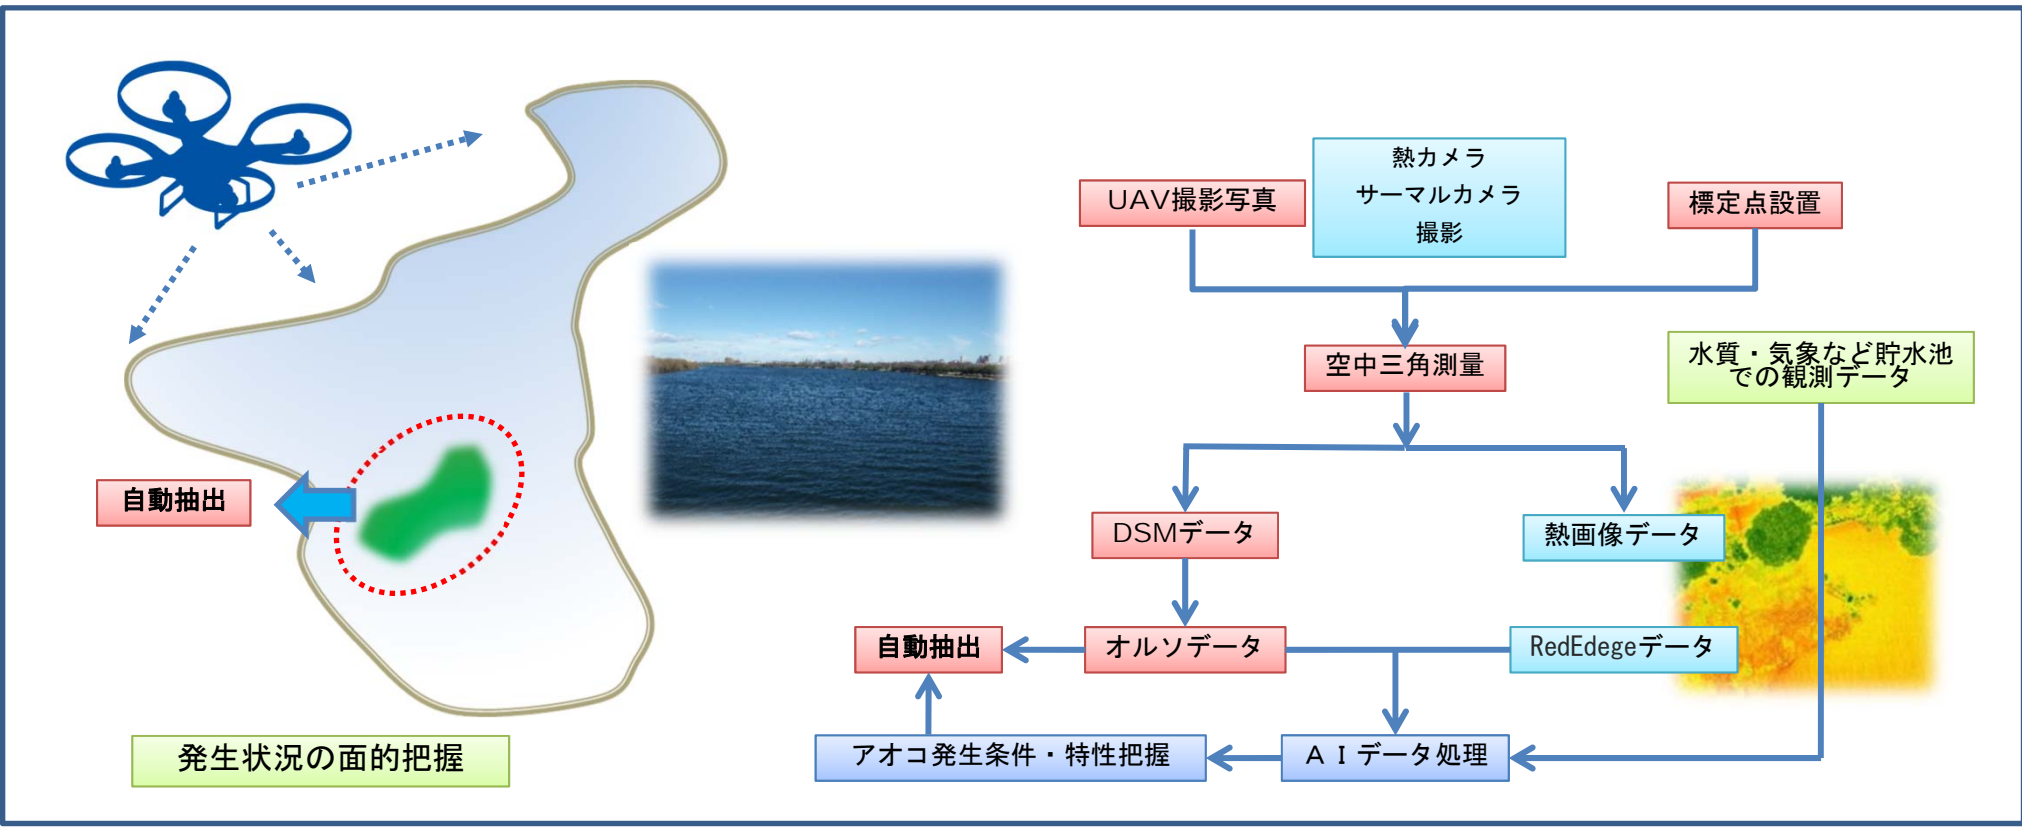 自動抽出
発生状況の面的把握
UAV撮影写真
熱カメラ
サーマルカメラ
撮影
標定点設置
空中三角測量
水質・気象など貯水池
での観測データ
DSMデータ
熱画像データ
自動抽出
オルソデータ
RedEdegeデータ
アオコ発生条件・特性把握
ＡＩデータ処理